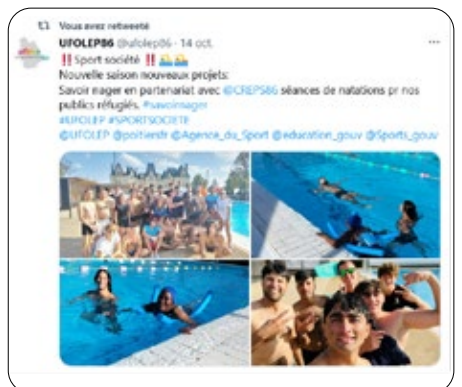 Vous avez retweeté
UFOLEP86 @ufolep86 · 14 oct.
‼️Sport société ‼️🏊🏊
Nouvelle saison nouveaux projets:
Savoir nager en partenariat avec @CREPS86 séances de natations pr nos
publics réfugiés. #savoirnager
#UFOLEP #SPORTSOCIETE
@UFOLEP @poitiersfr @Agence_du_Sport @education_gouv @Sports_gouv